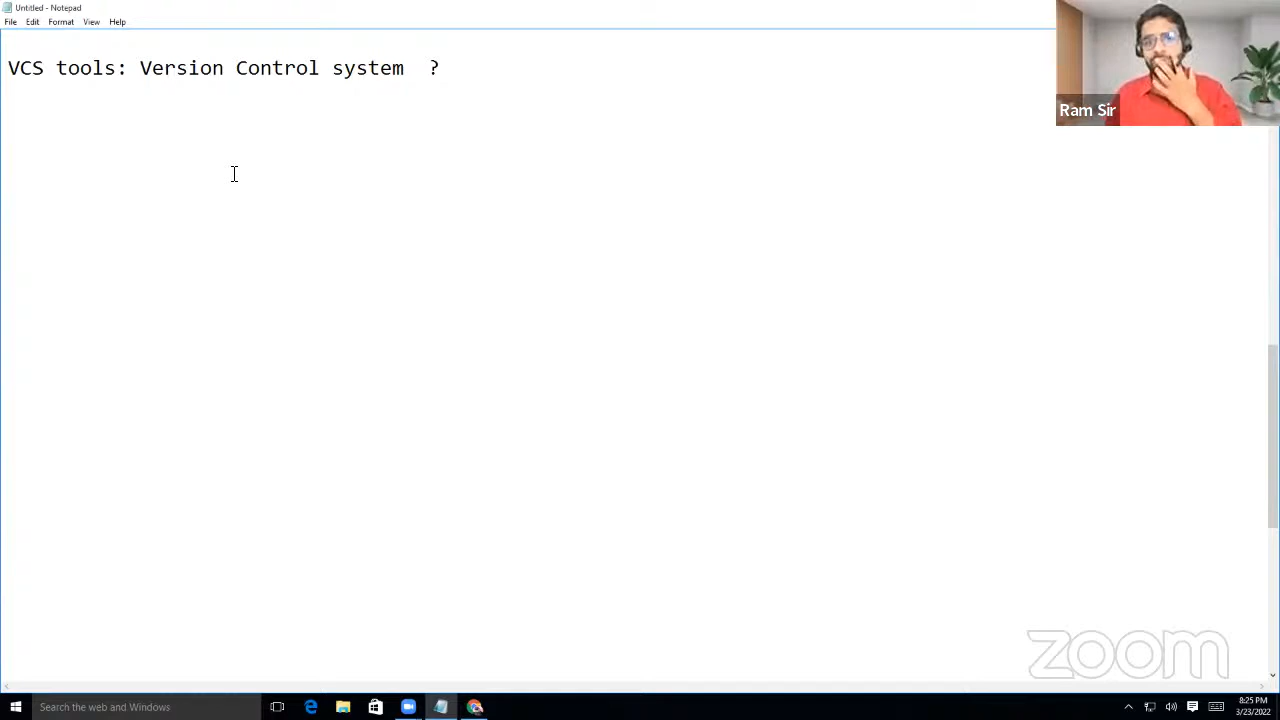 Untitled - Notepad
File Edit Format View Help
VCS tools: Version Control system ?
Ram Sir
zoom
Search the web and Windows
8:25 PM
3/23/2022